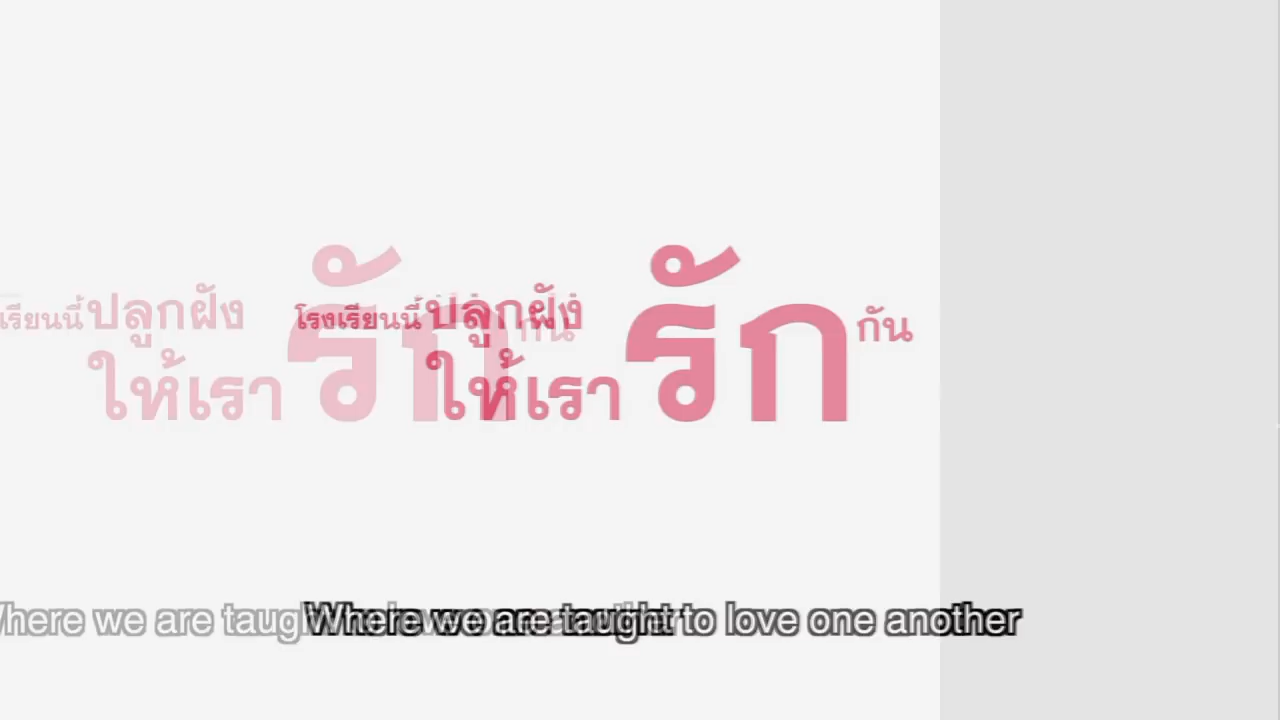 โรงเรียนนี้ ปลูกฝัง
ให้เรา รัก กัน
Where we are taught to love one another